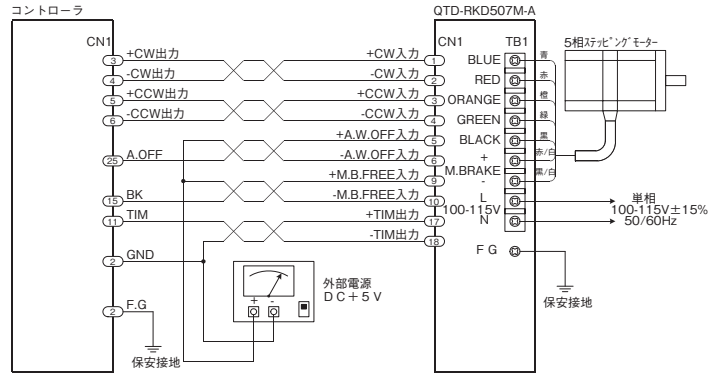 コントローラ
QTD-RKD507M-A
CN1
CN1
TB1
5相ステッピングモーター
3 +CW出力
+CW入力 1
BLUE
青
4 -CW出力
-CW入力 2
RED
赤
5 +CCW出力
+CCW入力 3
ORANGE
橙
6 -CCW出力
-CCW入力 4
GREEN
緑
+A.W.OFF入力 5
BLACK
黒
25 A.OFF
-A.W.OFF入力 6
+
赤/白
M.BRAKE
+M.B.FREE入力 9
-
黒/白
15 BK
-M.B.FREE入力 10
L
100-115V
単相
100-115V±15%
50/60Hz
11 TIM
+TIM出力 17
N
-TIM出力 18
2 GND
F G
外部電源
DC+5V
+ -
保安接地
2 F.G
保安接地